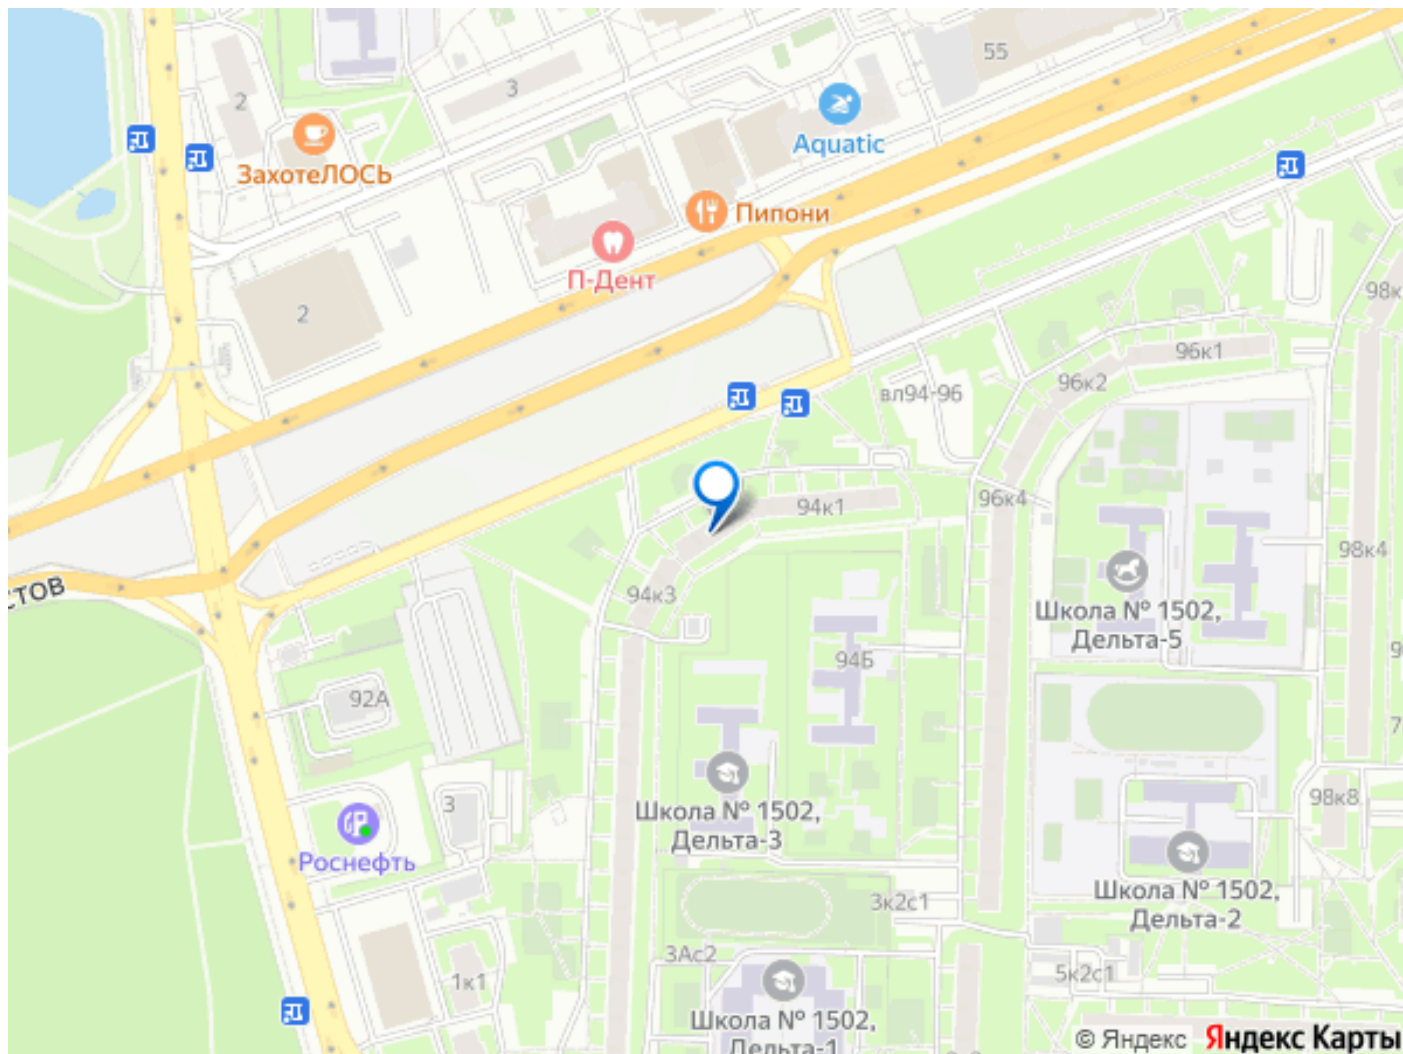 55
2
3
Aquatic
ЗахотеЛОСЬ
Пипони
П-Дент
2
98к
96к1
96к2
вл94-96
96к4
94к1
98к4
стов
94к3
Школа № 1502,
Дельта-5
94Б
92А
3
Школа № 1502,
Дельта-3
98к8
Роснефть
Школа № 1502,
Дельта-2
3к2с1
3Ас2
1к1
5к2с1
Школа № 1502,
Дельта-1
© Яндекс Яндекс Карты